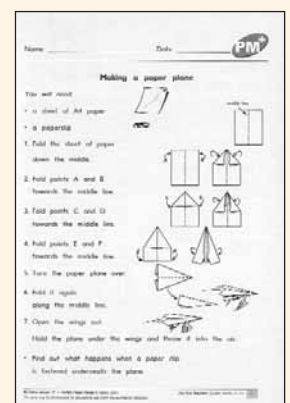 PM+
Name
Date
Making a paper plane
You will need:
• a sheet of A4 paper
middle line
• a paperclip
1. Fold the sheet of paper
down the middle.
2. Fold points A and B
towards the middle line.
3. Fold points C and D
towards the middle line.
4. Fold points E and F
towards the middle line.
5. Turn the paper plane over.
6. Fold it again
along the middle line.
7. Open the wings out.
Hold the plane under the wings and throw it into the air.
• Find out what happens when a paper clip
is fastened underneath the plane.